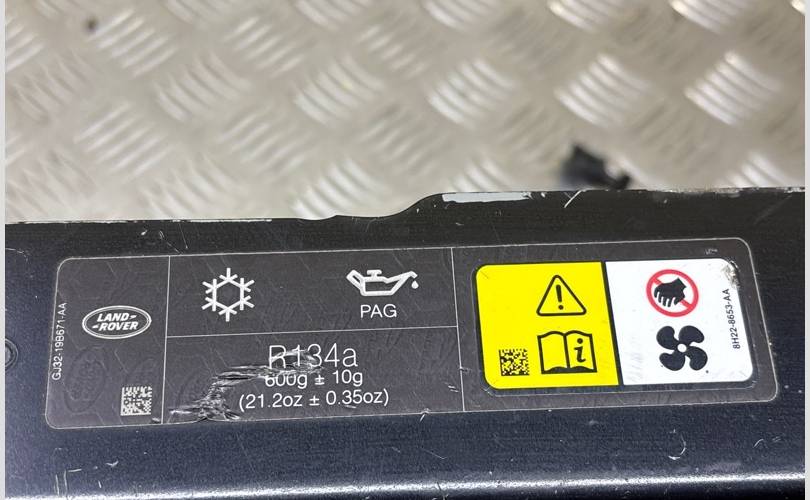 GJ32-19B671-AA
LAND-
-ROVER
PAG
R134a
600g ± 10g
(21.2oz ± 0.35oz)
8H22-8653-AA